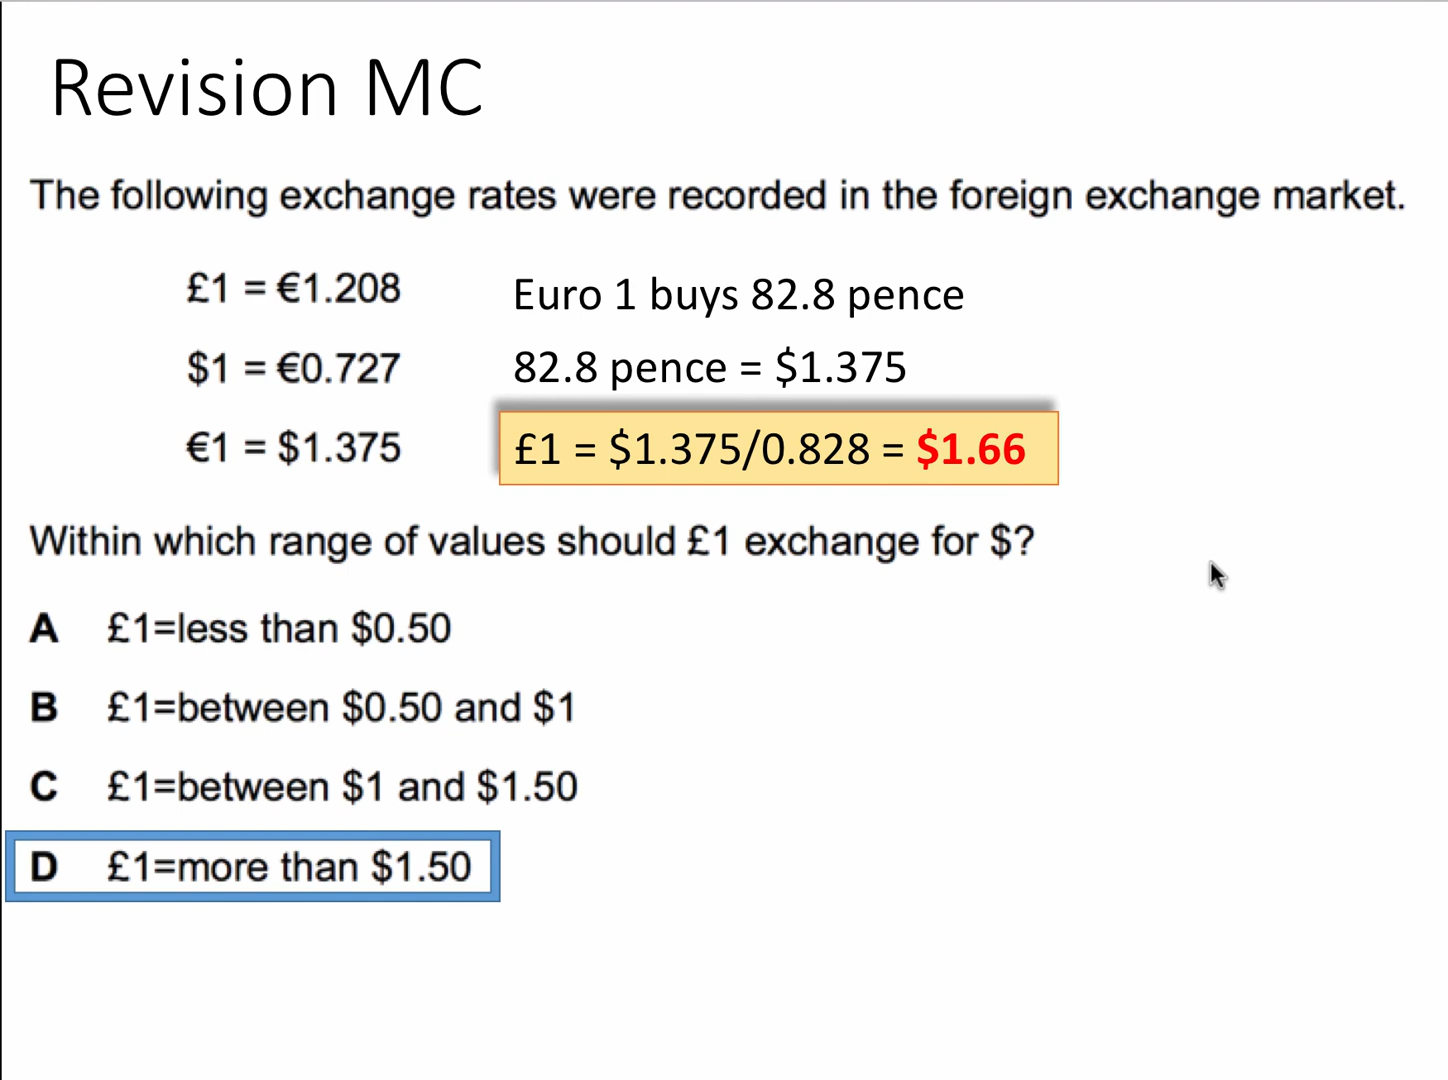 Revision MC
The following exchange rates were recorded in the foreign exchange market.
£1 = €1.208
Euro 1 buys 82.8 pence
$1 = €0.727
82.8 pence = $1.375
€1 = $1.375
£1 = $1.375/0.828 = $1.66
Within which range of values should £1 exchange for $?
A £1=less than $0.50
B £1=between $0.50 and $1
C £1=between $1 and $1.50
D £1=more than $1.50